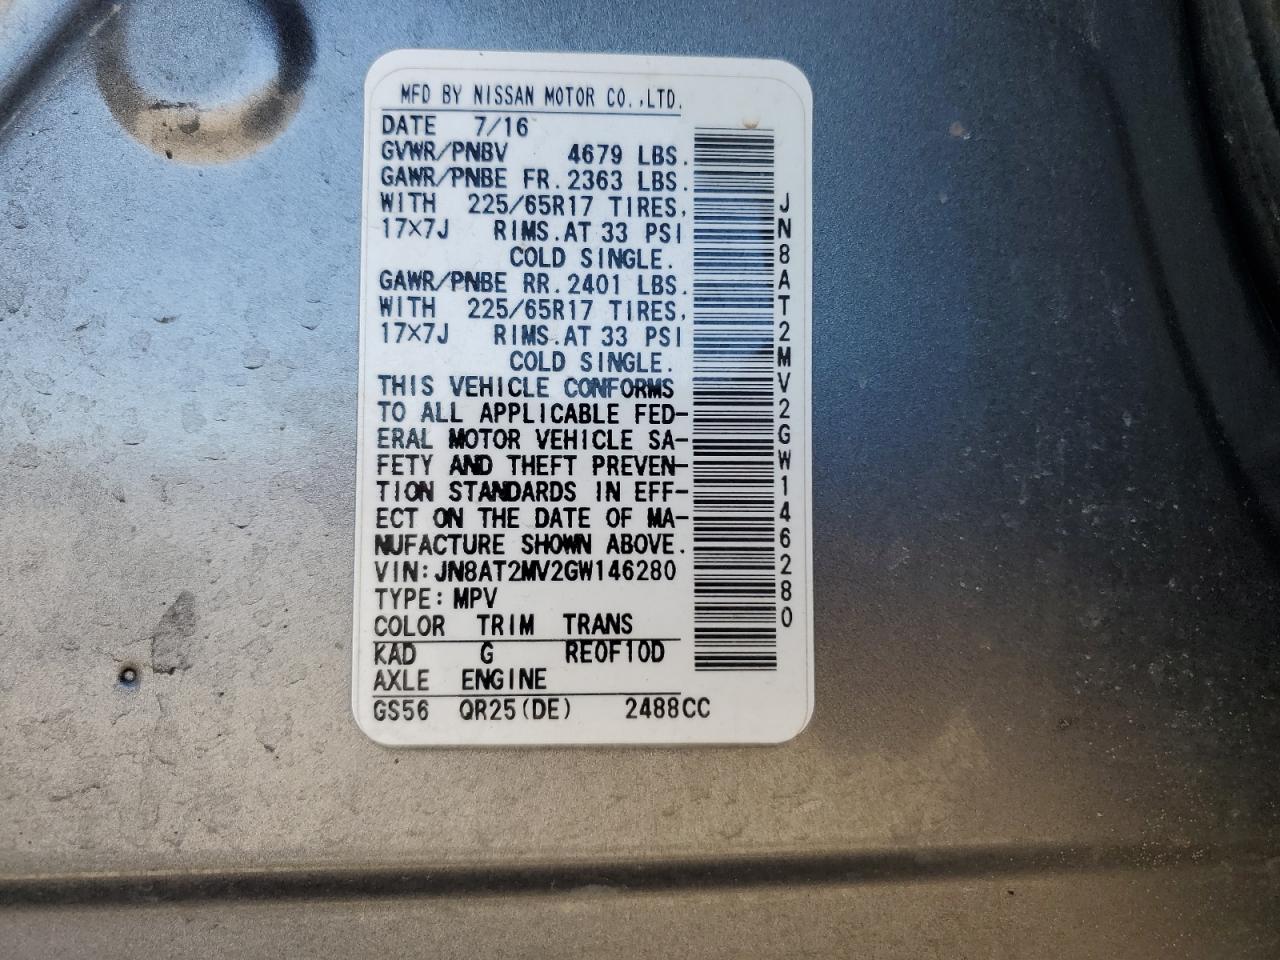 MFD BY NISSAN MOTOR CO.,LTD.
DATE 7/16
GVWR/PNBV 4679 LBS.
GAWR/PNBE FR.2363 LBS.
WITH 225/65R17 TIRES,
17×7J RIMS.AT 33 PSI
COLD SINGLE.
GAWR/PNBE RR.2401 LBS.
WITH 225/65R17 TIRES,
17×7J RIMS.AT 33 PSI
COLD SINGLE.
THIS VEHICLE CONFORMS
TO ALL APPLICABLE FED-
ERAL MOTOR VEHICLE SA-
FETY AND THEFT PREVEN-
TION STANDARDS IN EFF-
ECT ON THE DATE OF MA-
NUFACTURE SHOWN ABOVE.
VIN:JN8AT2MV2GW146280
TYPE:MPV
COLOR TRIM TRANS
KAD G RE0F10D
AXLE ENGINE
GS56 QR25(DE) 2488CC
JN8AT2MV2GW146280